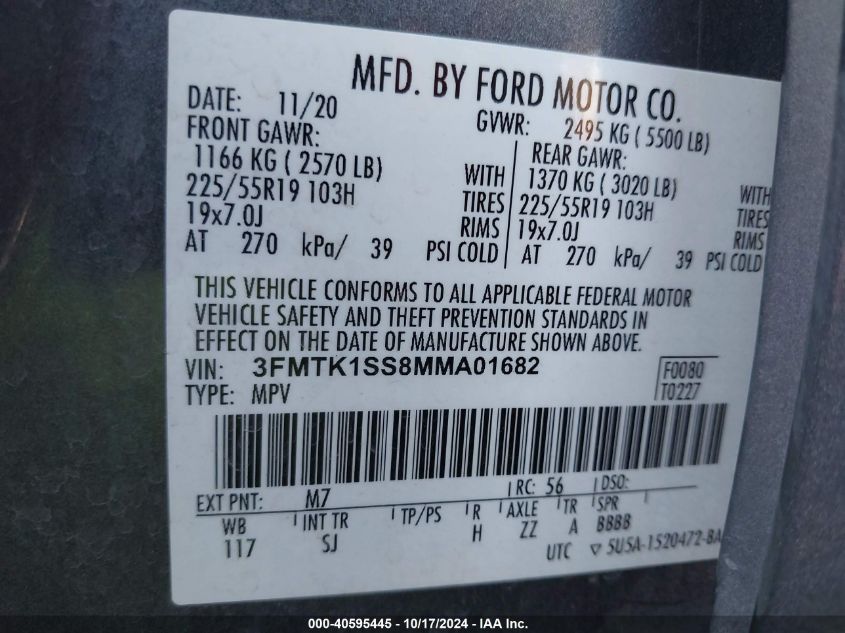 MFD. BY FORD MOTOR CO.
DATE: 11/20
GVWR: 2495 KG ( 5500 LB)
FRONT GAWR:
1166 KG ( 2570 LB) WITH
225/55R19 103H TIRES
19x7.0J RIMS
AT 270 kPa/ 39 PSI COLD
REAR GAWR:
1370 KG ( 3020 LB) WITH
225/55R19 103H TIRES
19x7.0J RIMS
AT 270 kPa/ 39 PSI COLD
THIS VEHICLE CONFORMS TO ALL APPLICABLE FEDERAL MOTOR
VEHICLE SAFETY AND THEFT PREVENTION STANDARDS IN
EFFECT ON THE DATE OF MANUFACTURE SHOWN ABOVE.
VIN: 3FMTK1SS8MMA01682
TYPE: MPV
F0080
T0227
EXT PNT: M7 RC: 56 DSO:
WB INT TR TP/PS R AXLE TR SPR
117 SJ H ZZ A BBBB
UTC ▽ 5U5A-1520472-BA
000-40595445 - 10/17/2024 - IAA Inc.